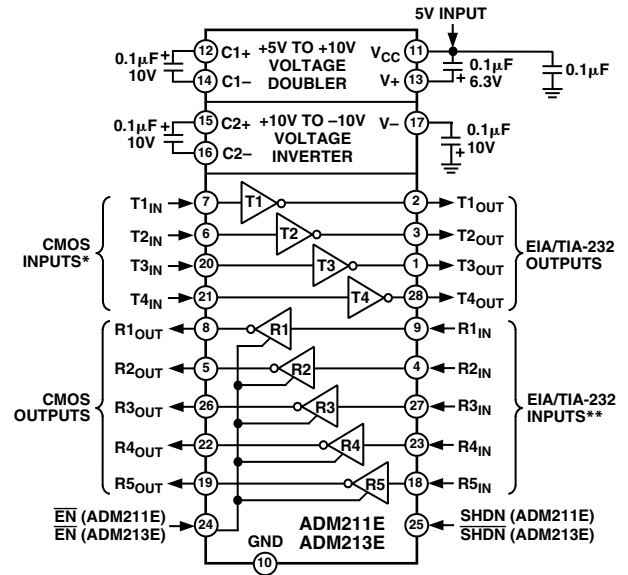 5V INPUT
0.1μF 10V
+
12 C1+
14 C1–
+5V TO +10V VOLTAGE DOUBLER
VCC 11
V+ 13
0.1μF 6.3V
+
0.1μF
0.1μF 10V
+
15 C2+
16 C2–
+10V TO –10V VOLTAGE INVERTER
V– 17
0.1μF 10V
+
CMOS INPUTS*
T1IN 7 T1 2 T1OUT
T2IN 6 T2 3 T2OUT
T3IN 20 T3 1 T3OUT
T4IN 21 T4 28 T4OUT
EIA/TIA-232 OUTPUTS
CMOS OUTPUTS
R1OUT 8 R1 9 R1IN
R2OUT 5 R2 4 R2IN
R3OUT 26 R3 27 R3IN
R4OUT 22 R4 23 R4IN
R5OUT 19 R5 18 R5IN
EIA/TIA-232 INPUTS**
EN (ADM211E)
EN (ADM213E)
24
GND
10
ADM211E
ADM213E
25
SHDN (ADM211E)
SHDN (ADM213E)